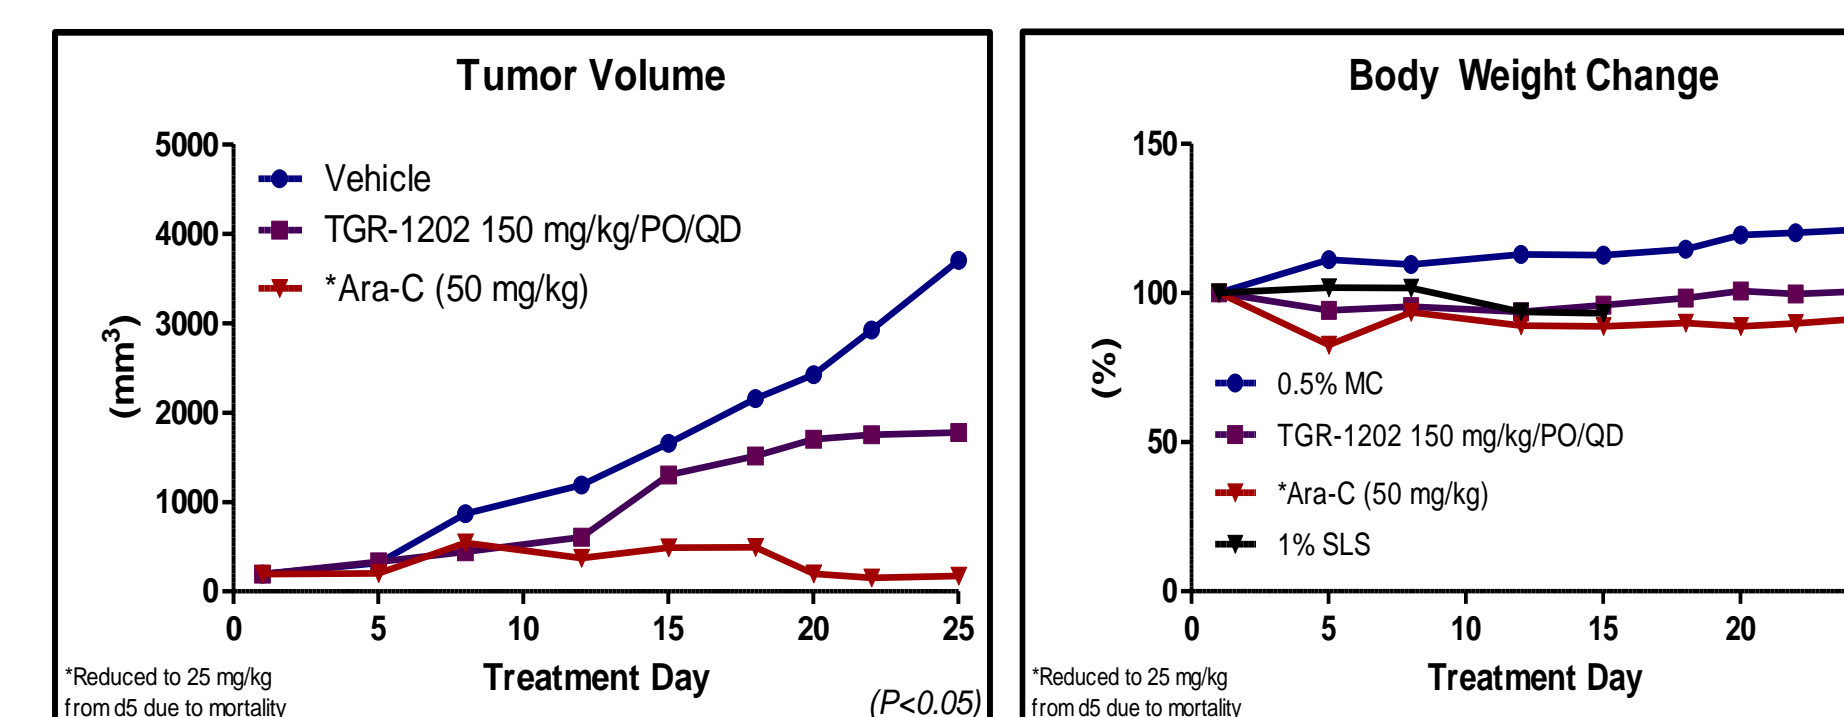 Tumor Volume
5000
4000
3000
2000
1000
0
(mm³)
Vehicle
TGR-1202 150 mg/kg/PO/QD
*Ara-C (50 mg/kg)
0 5 10 15 20 25
Treatment Day
*Reduced to 25 mg/kg
from d5 due to mortality
(P<0.05)
Body Weight Change
150
100
50
0
(%)
0.5% MC
TGR-1202 150 mg/kg/PO/QD
*Ara-C (50 mg/kg)
1% SLS
0 5 10 15 20
Treatment Day
*Reduced to 25 mg/kg
from d5 due to mortality